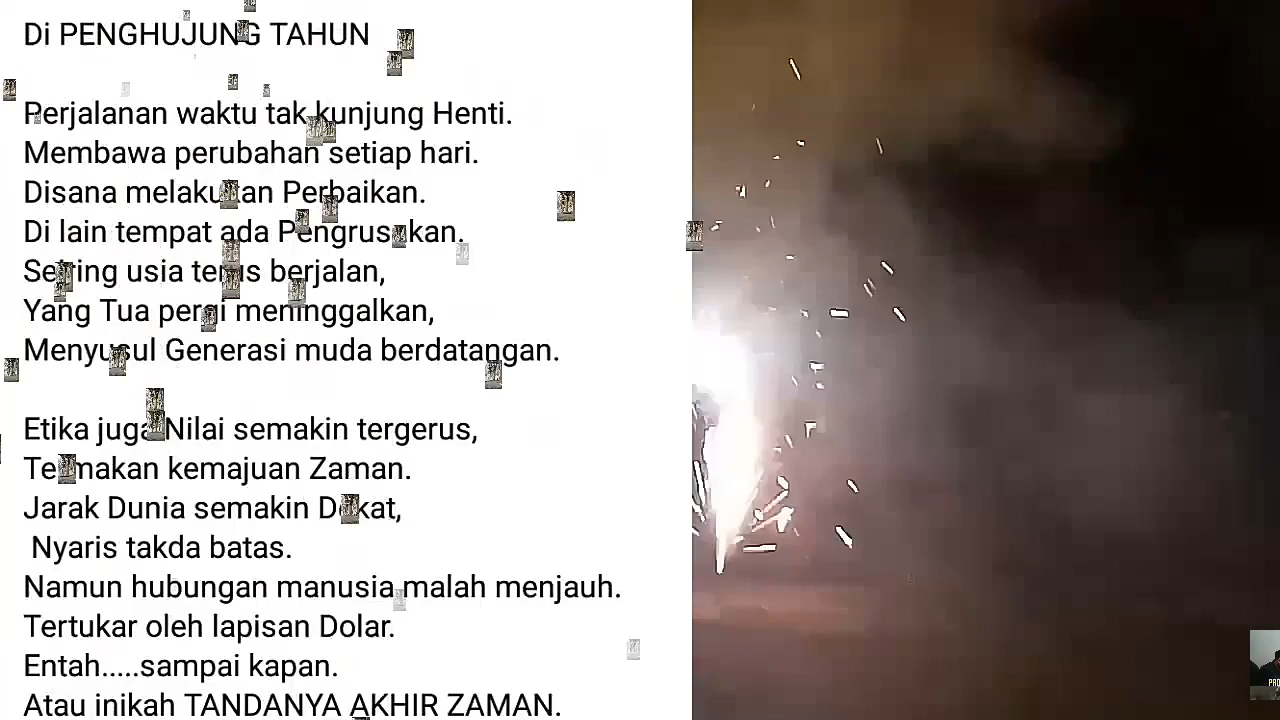 Di PENGHUJUNG TAHUN
Perjalanan waktu tak kunjung Henti.
Membawa perubahan setiap hari.
Disana melakukan Perbaikan.
Di lain tempat ada Pengrusakan.
Seiring usia terus berjalan,
Yang Tua pergi meninggalkan,
Menyusul Generasi muda berdatangan.
Etika juga Nilai semakin tergerus,
Termakan kemajuan Zaman.
Jarak Dunia semakin Dekat,
Nyaris takda batas.
Namun hubungan manusia malah menjauh.
Tertukar oleh lapisan Dolar.
Entah.....sampai kapan.
Atau inikah TANDANYA AKHIR ZAMAN.